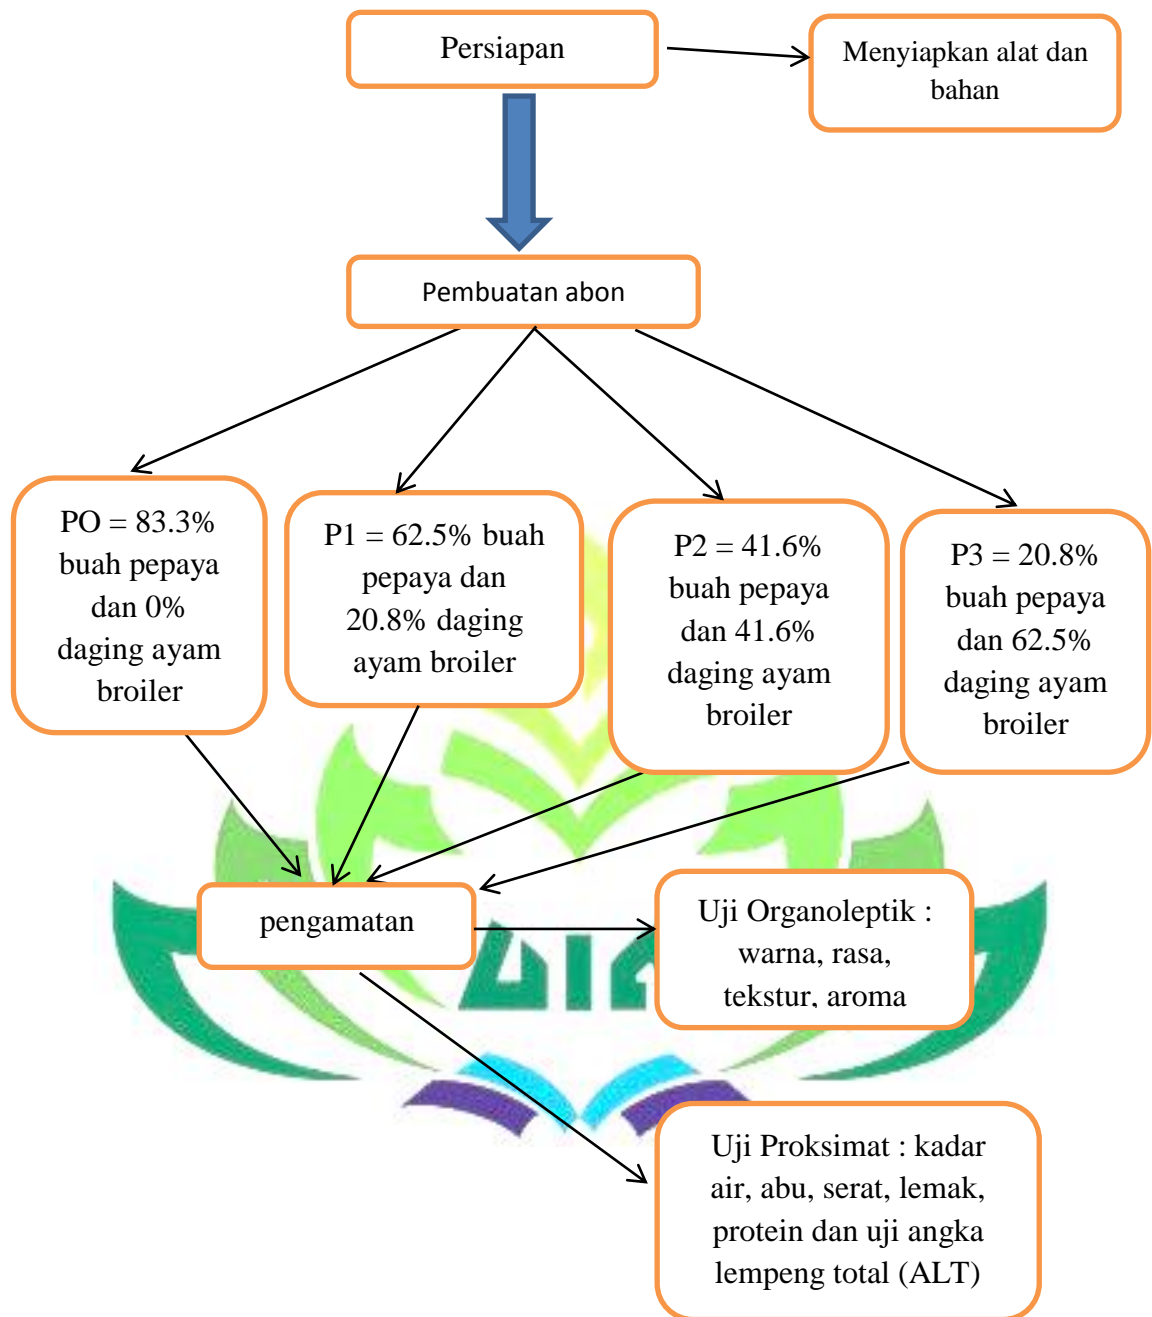 Persiapan
Menyiapkan alat dan
bahan
Pembuatan abon
PO = 83.3%
buah pepaya
dan 0%
daging ayam
broiler
P1 = 62.5% buah
pepaya dan
20.8% daging
ayam broiler
P2 = 41.6%
buah pepaya
dan 41.6%
daging ayam
broiler
P3 = 20.8%
buah pepaya
dan 62.5%
daging ayam
broiler
pengamatan
Uji Organoleptik :
warna, rasa,
tekstur, aroma
Uji Proksimat : kadar
air, abu, serat, lemak,
protein dan uji angka
lempeng total (ALT)